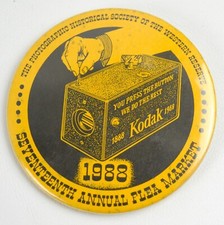 THE PHOTOGRAPHIC HISTORICAL SOCIETY OF THE WESTERN RESERVE
YOU PRESS THE BUTTON
WE DO THE REST
1888 Kodak 1988
1988
SEVENTEENTH ANNUAL FLEA MARKET